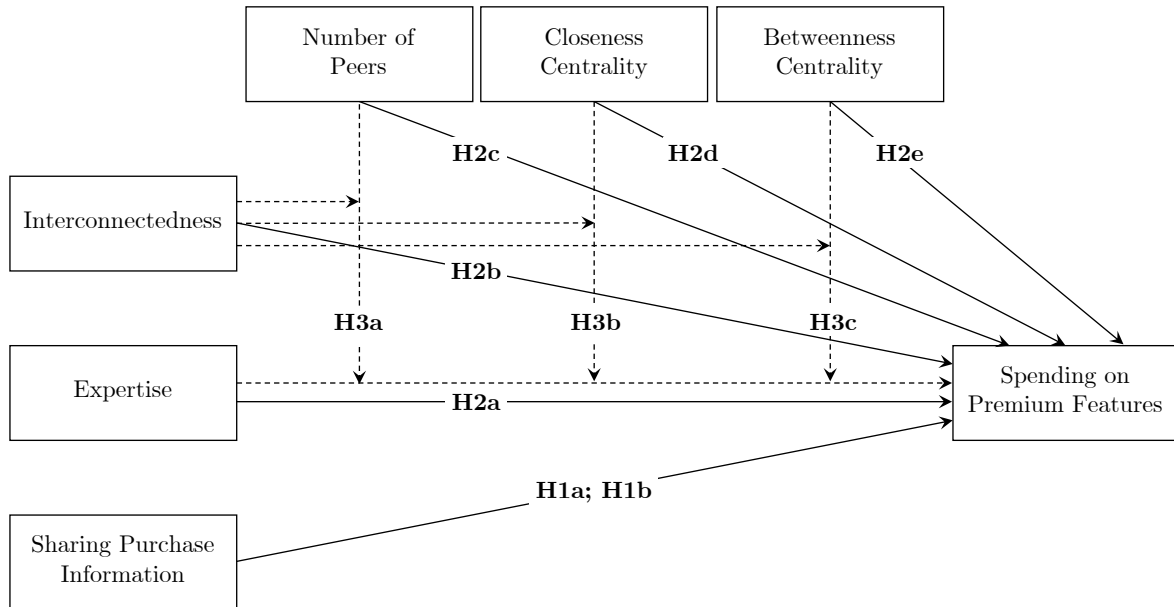 Number of
Peers
Closeness
Centrality
Betweenness
Centrality
H2c
H2d
H2e
Interconnectedness
H2b
H3a
H3b
H3c
Expertise
Spending on
Premium Features
H2a
H1a; H1b
Sharing Purchase
Information